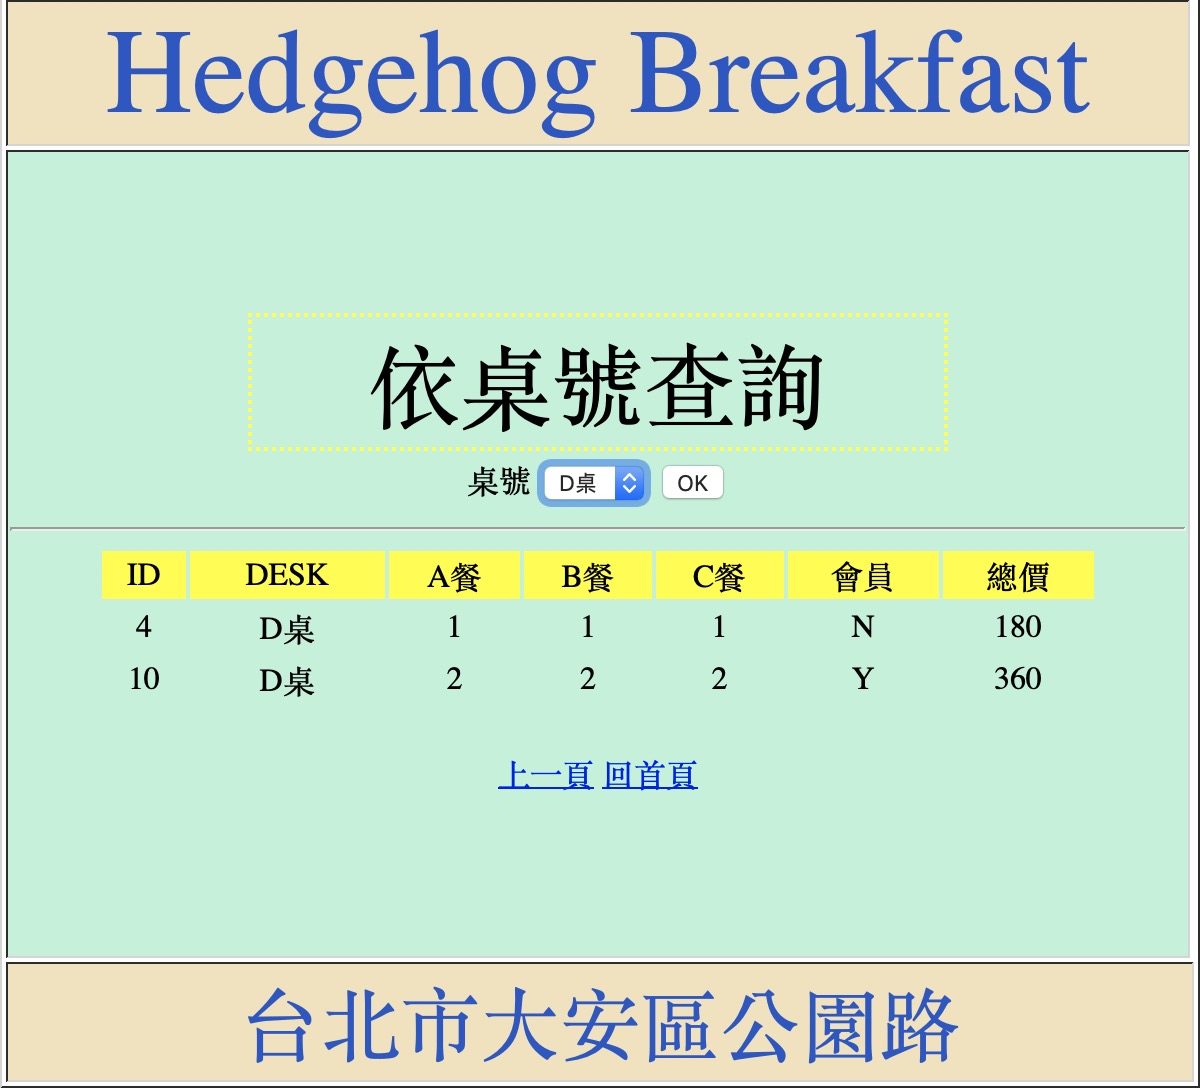 Hedgehog Breakfast
依桌號查詢
桌號 D桌 OK
ID DESK A餐 B餐 C餐 會員 總價
4 D桌 1 1 1 N 180
10 D桌 2 2 2 Y 360
上一頁 回首頁
台北市大安區公園路